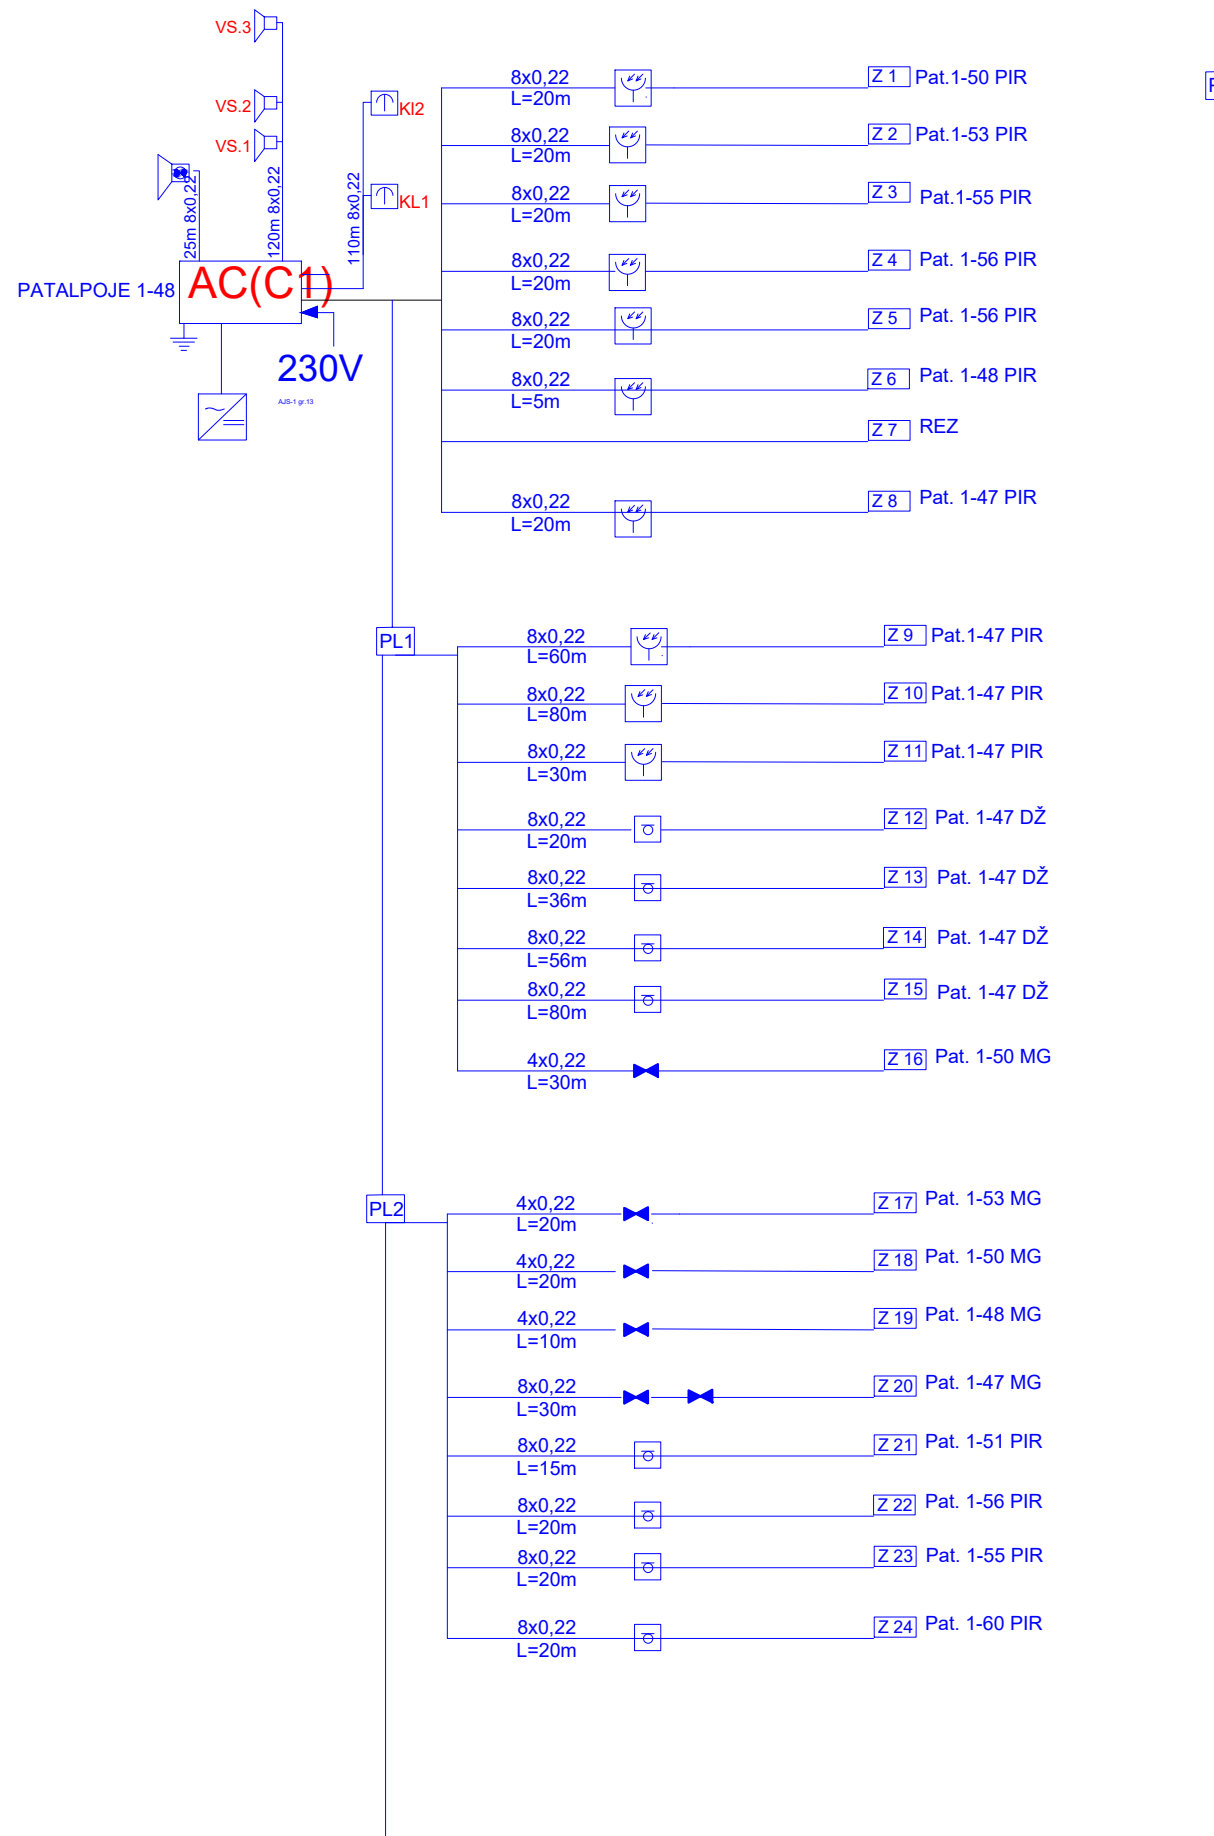 VS.3
VS.2
VS.1
25m 8x0,22
120m 8x0,22
110m 8x0,22
KI2
KL1
PATALPOJE 1-48
AC(C1)
230V
AJS-1 gr.13
8x0,22
L=20m
Z 1 Pat.1-50 PIR
8x0,22
L=20m
Z 2 Pat.1-53 PIR
8x0,22
L=20m
Z 3 Pat.1-55 PIR
8x0,22
L=20m
Z 4 Pat. 1-56 PIR
8x0,22
L=20m
Z 5 Pat. 1-56 PIR
8x0,22
L=5m
Z 6 Pat. 1-48 PIR
Z 7 REZ
8x0,22
L=20m
Z 8 Pat. 1-47 PIR
PL1
8x0,22
L=60m
Z 9 Pat.1-47 PIR
8x0,22
L=80m
Z 10 Pat.1-47 PIR
8x0,22
L=30m
Z 11 Pat.1-47 PIR
8x0,22
L=20m
Z 12 Pat. 1-47 DŽ
8x0,22
L=36m
Z 13 Pat. 1-47 DŽ
8x0,22
L=56m
Z 14 Pat. 1-47 DŽ
8x0,22
L=80m
Z 15 Pat. 1-47 DŽ
4x0,22
L=30m
Z 16 Pat. 1-50 MG
PL2
4x0,22
L=20m
Z 17 Pat. 1-53 MG
4x0,22
L=20m
Z 18 Pat. 1-50 MG
4x0,22
L=10m
Z 19 Pat. 1-48 MG
8x0,22
L=30m
Z 20 Pat. 1-47 MG
8x0,22
L=15m
Z 21 Pat. 1-51 PIR
8x0,22
L=20m
Z 22 Pat. 1-56 PIR
8x0,22
L=20m
Z 23 Pat. 1-55 PIR
8x0,22
L=20m
Z 24 Pat. 1-60 PIR